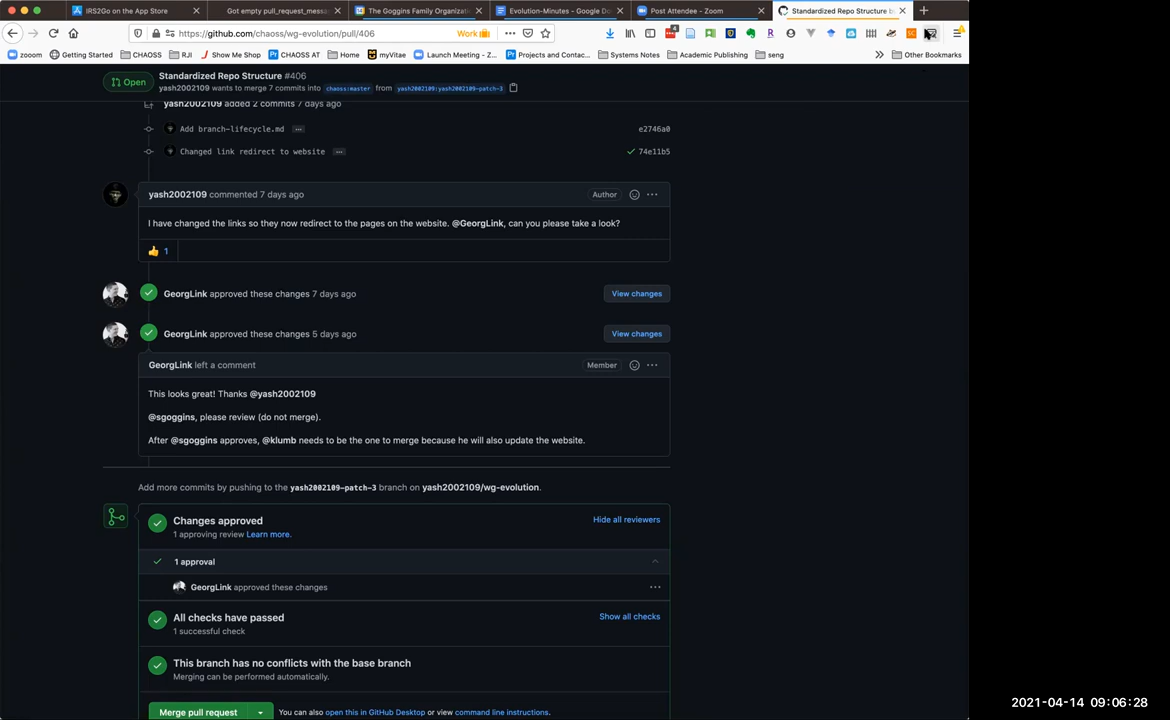 IRS2Go on the App Store
Got empty pull_request_messa
The Goggins Family Organizatio
Evolution-Minutes - Google Do
Post Attendee - Zoom
Standardized Repo Structure b
https://github.com/chaoss/wg-evolution/pull/406
Work
zooom
Getting Started
CHAOSS
RJI
Show Me Shop
CHAOSS AT
Home
myVitae
Launch Meeting - Z...
Projects and Contac...
Systems Notes
Academic Publishing
seng
Other Bookmarks
Open
Standardized Repo Structure #406
yash2002109 wants to merge 7 commits into chaoss:master from yash2002109:yash2002109-patch-3
yash2002109 added 2 commits 7 days ago
Add branch-lifecycle.md ...
e2746a0
Changed link redirect to website ...
74e11b5
yash2002109 commented 7 days ago
Author
I have changed the links so they now redirect to the pages on the website. @GeorgLink, can you please take a look?
👍 1
GeorgLink approved these changes 7 days ago
View changes
GeorgLink approved these changes 5 days ago
View changes
GeorgLink left a comment
Member
This looks great! Thanks @yash2002109
@sgoggins, please review (do not merge).
After @sgoggins approves, @klumb needs to be the one to merge because he will also update the website.
Add more commits by pushing to the yash2002109-patch-3 branch on yash2002109/wg-evolution.
Changes approved
1 approving review Learn more.
Hide all reviewers
1 approval
GeorgLink approved these changes
All checks have passed
1 successful check
Show all checks
This branch has no conflicts with the base branch
Merging can be performed automatically.
Merge pull request
You can also open this in GitHub Desktop or view command line instructions.
2021-04-14 09:06:28